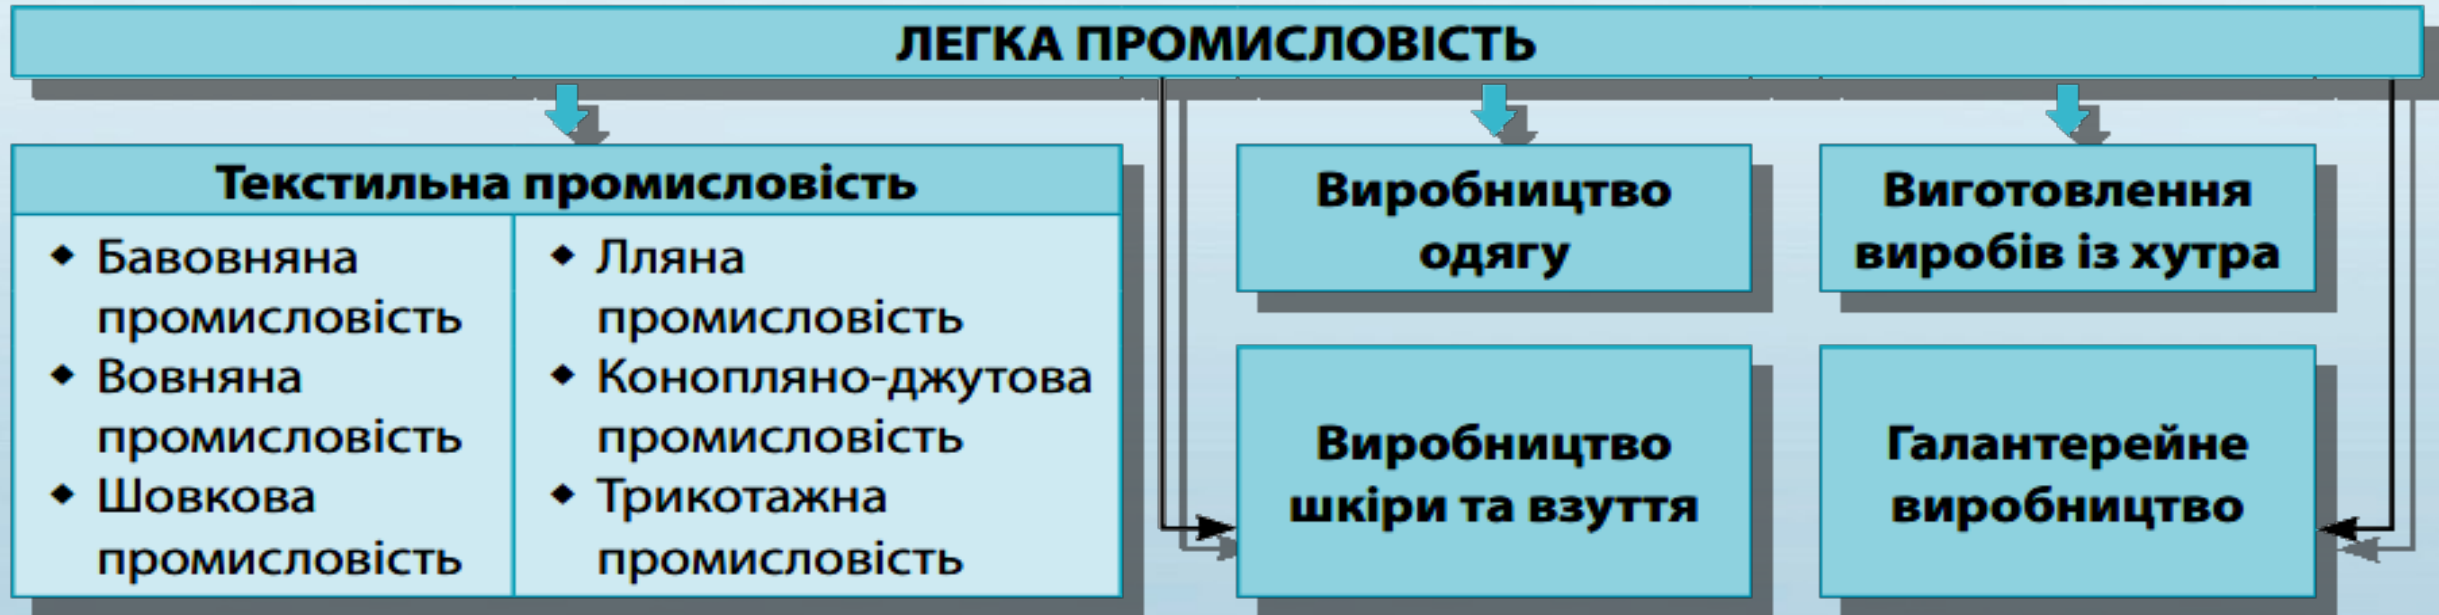 ЛЕГКА ПРОМИСЛОВІСТЬ
Текстильна промисловість
◆ Бавовняна
промисловість
◆ Вовняна
промисловість
◆ Шовкова
промисловість
◆ Лляна
промисловість
◆ Конопляно-джутова
промисловість
◆ Трикотажна
промисловість
Виробництво
одягу
Виготовлення
виробів із хутра
Виробництво
шкіри та взуття
Галантерейне
виробництво